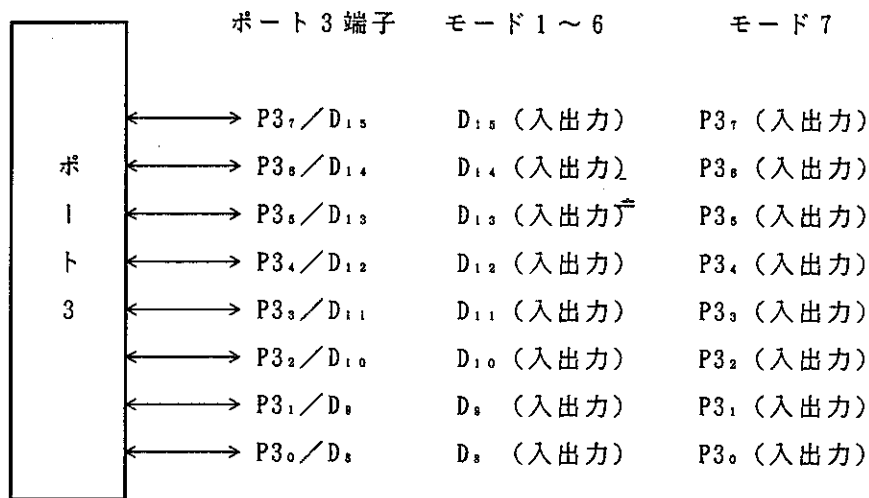 ポート3端子 モード1～6 モード7
P3₇／D₁₅ D₁₅（入出力） P3₇（入出力）
P3₆／D₁₄ D₁₄（入出力） P3₆（入出力）
P3₅／D₁₃ D₁₃（入出力） P3₅（入出力）
P3₄／D₁₂ D₁₂（入出力） P3₄（入出力）
P3₃／D₁₁ D₁₁（入出力） P3₃（入出力）
P3₂／D₁₀ D₁₀（入出力） P3₂（入出力）
P3₁／D₉ D₉（入出力） P3₁（入出力）
P3₀／D₈ D₈（入出力） P3₀（入出力）
ポート3